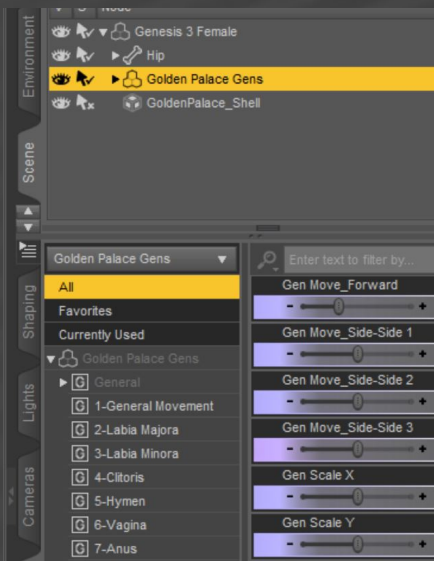 Node
Genesis 3 Female
Hip
Golden Palace Gens
GoldenPalace_Shell
Environment
Scene
Shaping
Lights
Cameras
Golden Palace Gens
All
Favorites
Currently Used
Golden Palace Gens
G General
G 1-General Movement
G 2-Labia Majora
G 3-Labia Minora
G 4-Clitoris
G 5-Hymen
G 6-Vagina
G 7-Anus
Enter text to filter by...
Gen Move_Forward
- +
Gen Move_Side-Side 1
- +
Gen Move_Side-Side 2
- +
Gen Move_Side-Side 3
- +
Gen Scale X
- +
Gen Scale Y
- +